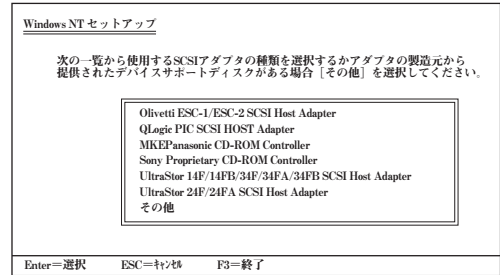 Windows NT セットアップ
次の一覧から使用するSCSIアダプタの種類を選択するかアダプタの製造元から
提供されたデバイスサポートディスクがある場合［その他］を選択してください。
Olivetti ESC-1/ESC-2 SCSI Host Adapter
QLogic PIC SCSI HOST Adapter
MKEPanasonic CD-ROM Controller
Sony Proprietary CD-ROM Controller
UltraStor 14F/14FB/34F/34FA/34FB SCSI Host Adapter
UltraStor 24F/24FA SCSI Host Adapter
その他
Enter＝選択　ESC＝ｷｬﾝｾﾙ　F3＝終了